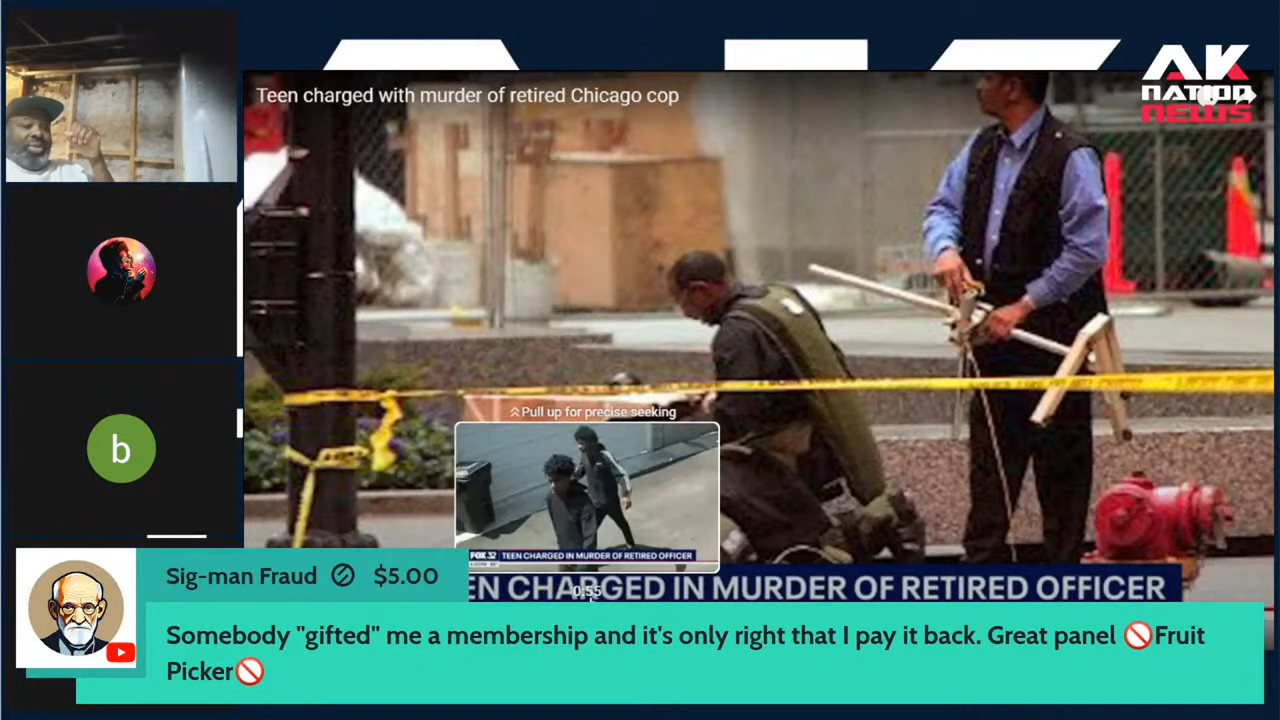 Teen charged with murder of retired Chicago cop
AK
NATION
NEWS
Pull up for precise seeking
FOX 32
TEEN CHARGED IN MURDER OF RETIRED OFFICER
0:55
EN CHARGED IN MURDER OF RETIRED OFFICER
b
Sig-man Fraud $5.00
Somebody "gifted" me a membership and it's only right that I pay it back. Great panel 🚫Fruit
Picker🚫